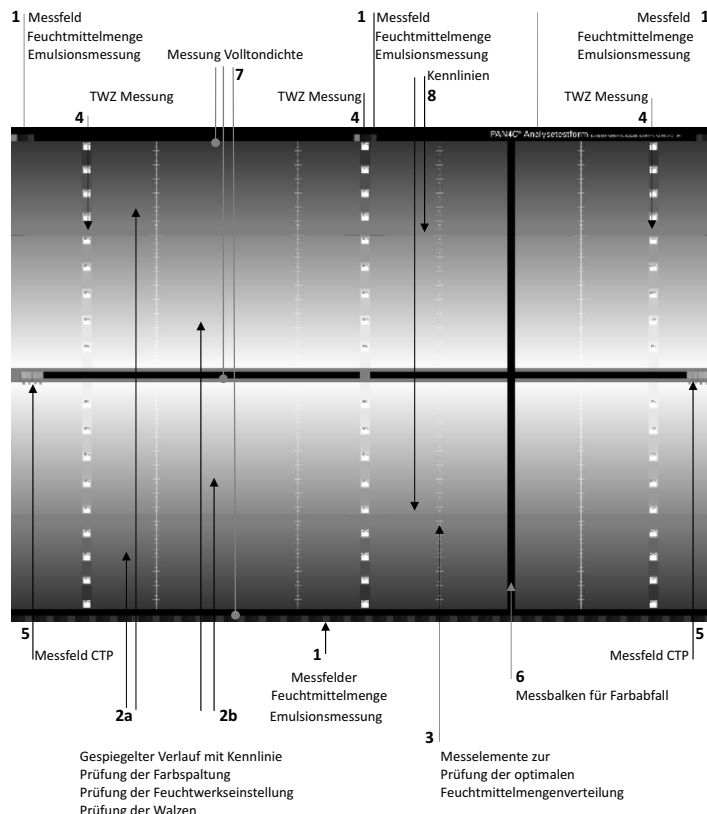 1 Messfeld
Feuchtmittelmenge
Emulsionsmessung
1 Messfeld
Feuchtmittelmenge
Emulsionsmessung
Messfeld 1
Feuchtmittelmenge
Emulsionsmessung
Messung Volltondichte
7
Kennlinien
8
TWZ Messung
4
TWZ Messung
4
TWZ Messung
4
PAN4C® Analysetestform
5
Messfeld CTP
1
Messfelder
Feuchtmittelmenge
Emulsionsmessung
5
Messfeld CTP
6
Messbalken für Farbabfall
2a
2b
3
Gespiegelter Verlauf mit Kennlinie
Prüfung der Farbspaltung
Prüfung der Feuchtwerkseinstellung
Prüfung der Walzen
Messelemente zur
Prüfung der optimalen
Feuchtmittelmengenverteilung